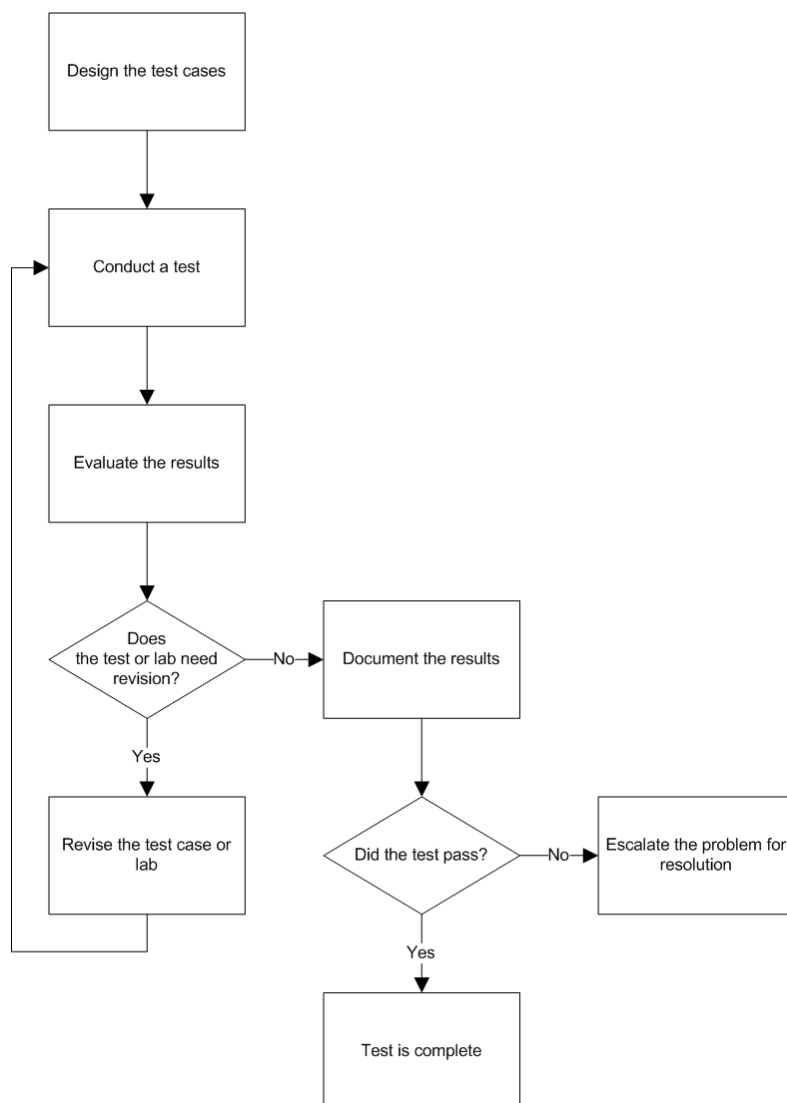 Design the test cases
Conduct a test
Evaluate the results
Does
the test or lab need
revision?
No
Document the results
Yes
Revise the test case or
lab
Did the test pass?
No
Escalate the problem for
resolution
Yes
Test is complete